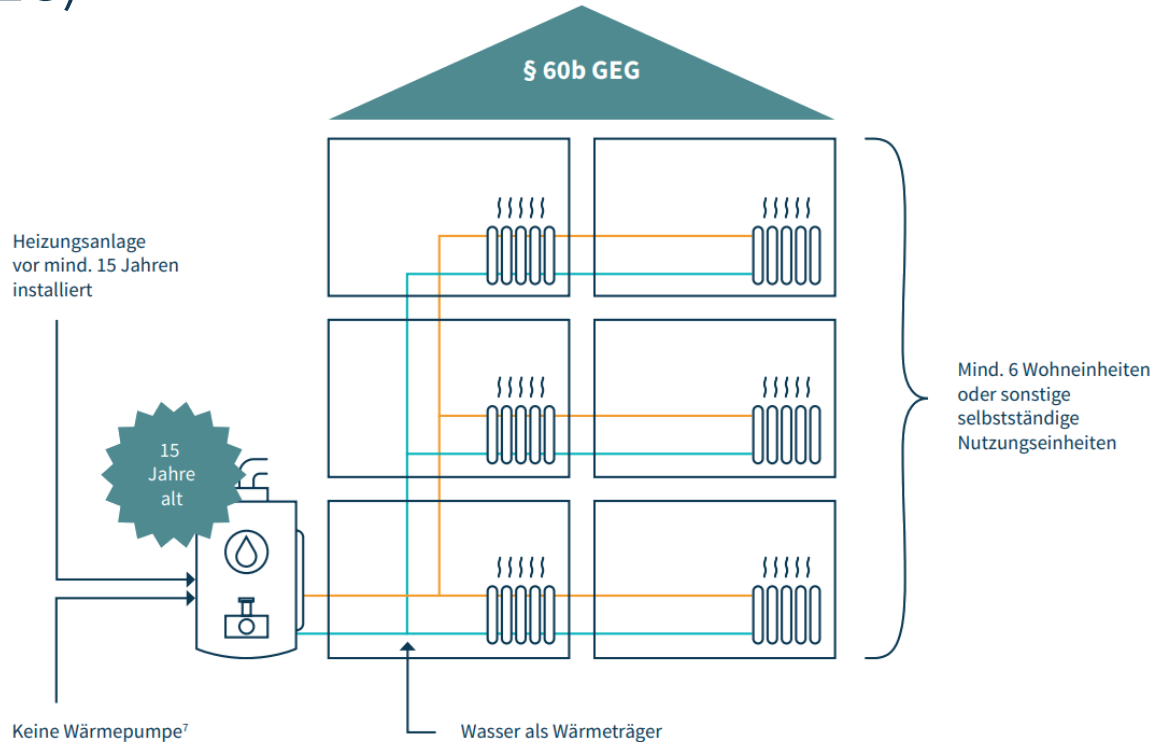 § 60b GEG
Heizungsanlage
vor mind. 15 Jahren
installiert
15
Jahre
alt
Mind. 6 Wohneinheiten
oder sonstige
selbstständige
Nutzungseinheiten
Keine Wärmepumpe⁷
Wasser als Wärmeträger